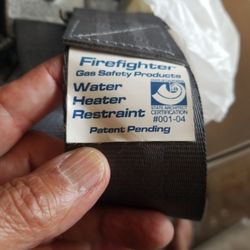 Firefighter
Gas Safety Products
Water
Heater
Restraint
Patent Pending
STATE ARCHITECT
CERTIFICATION
#001-04